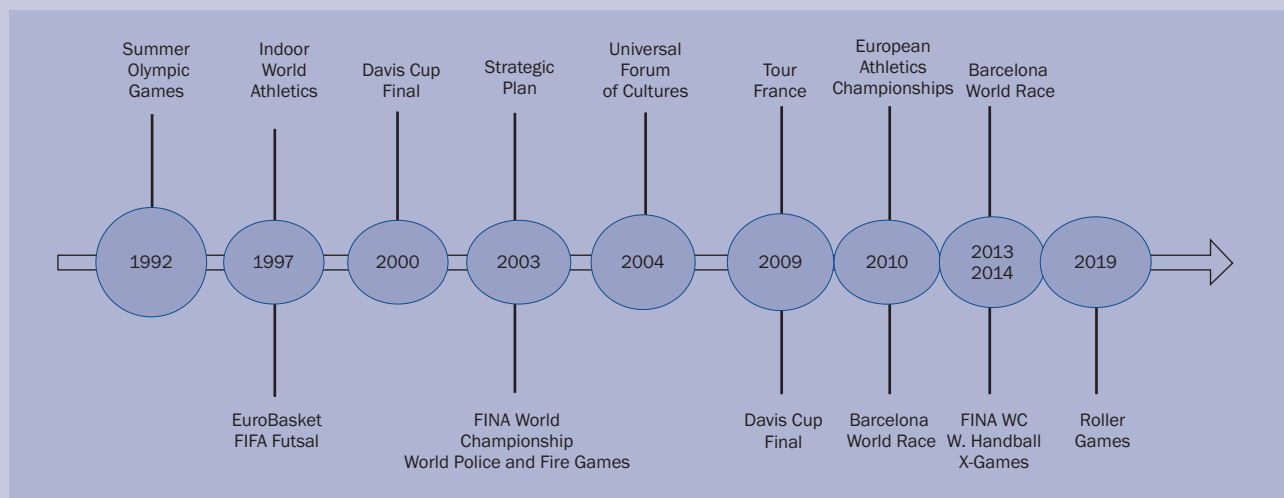 Summer
Olympic
Games
Indoor
World
Athletics
Davis Cup
Final
Strategic
Plan
Universal
Forum
of Cultures
Tour
France
European
Athletics
Championships
Barcelona
World Race
1992
1997
2000
2003
2004
2009
2010
2013
2014
2019
EuroBasket
FIFA Futsal
FINA World
Championship
World Police and Fire Games
Davis Cup
Final
Barcelona
World Race
FINA WC
W. Handball
X-Games
Roller
Games